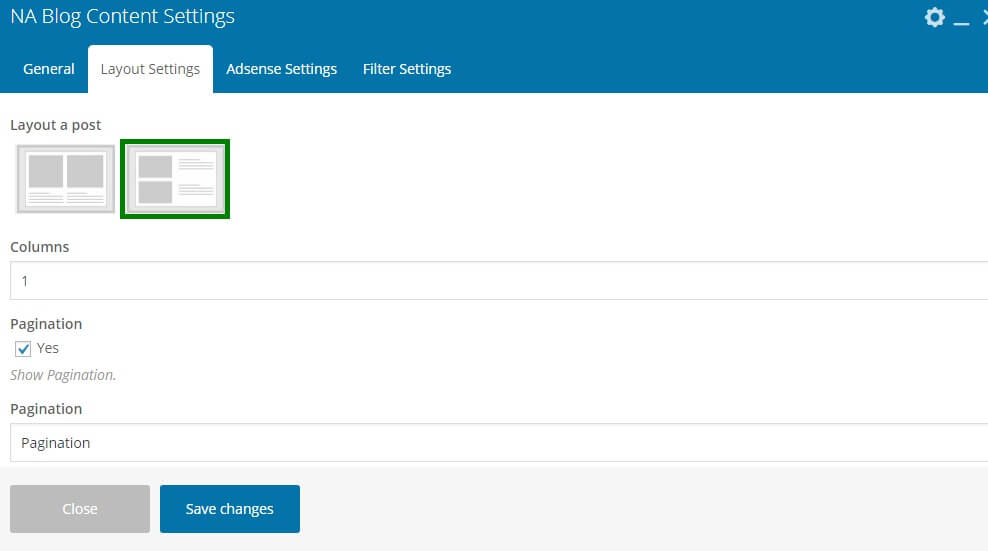 NA Blog Content Settings
General Layout Settings Adsense Settings Filter Settings
Layout a post
Columns
1
Pagination
Yes
Show Pagination.
Pagination
Pagination
Close Save changes